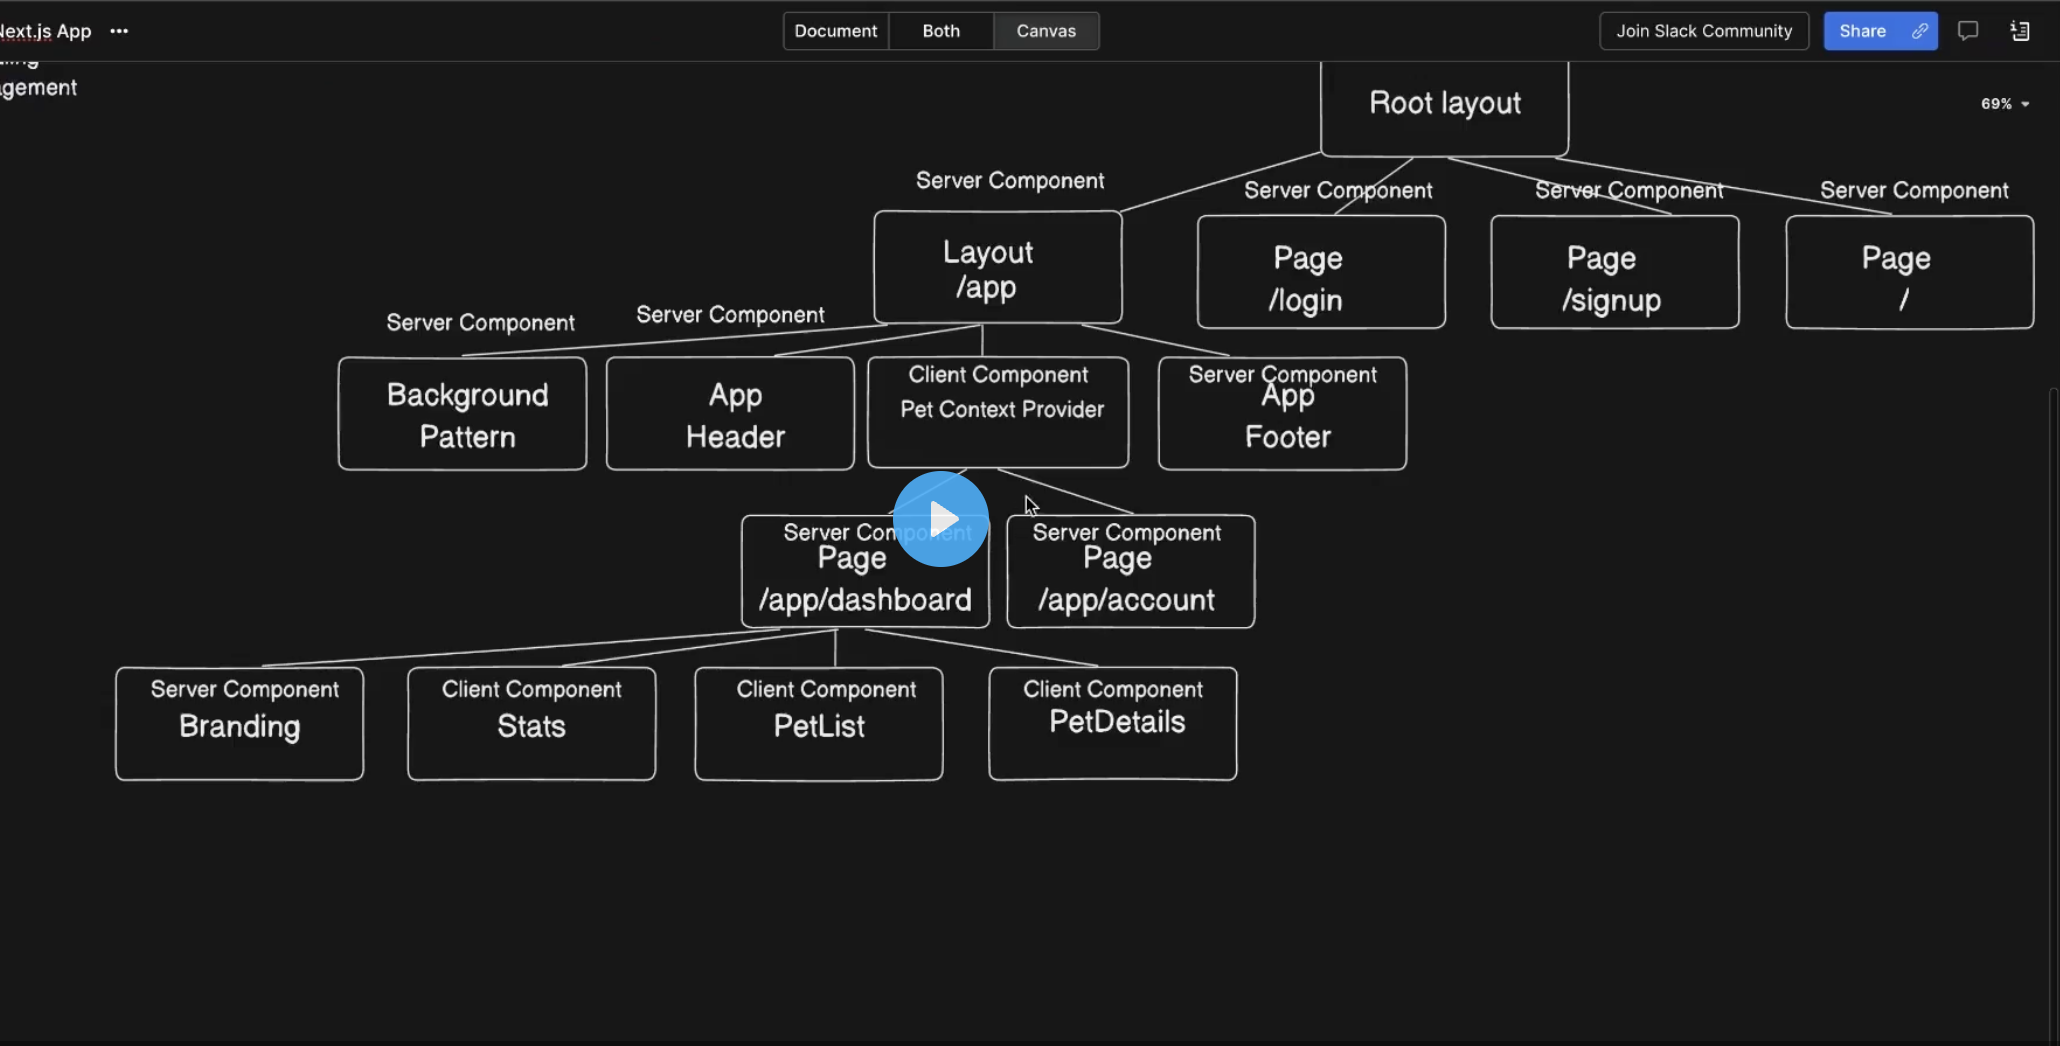 Next.js App
Document
Both
Canvas
Join Slack Community
Share
agement
69%
Root layout
Server Component
Server Component
Server Component
Server Component
Layout
/app
Page
/login
Page
/signup
Page
/
Server Component
Server Component
Background
Pattern
App
Header
Client Component
Pet Context Provider
Server Component
App
Footer
Server Component
Page
/app/dashboard
Server Component
Page
/app/account
Server Component
Branding
Client Component
Stats
Client Component
PetList
Client Component
PetDetails